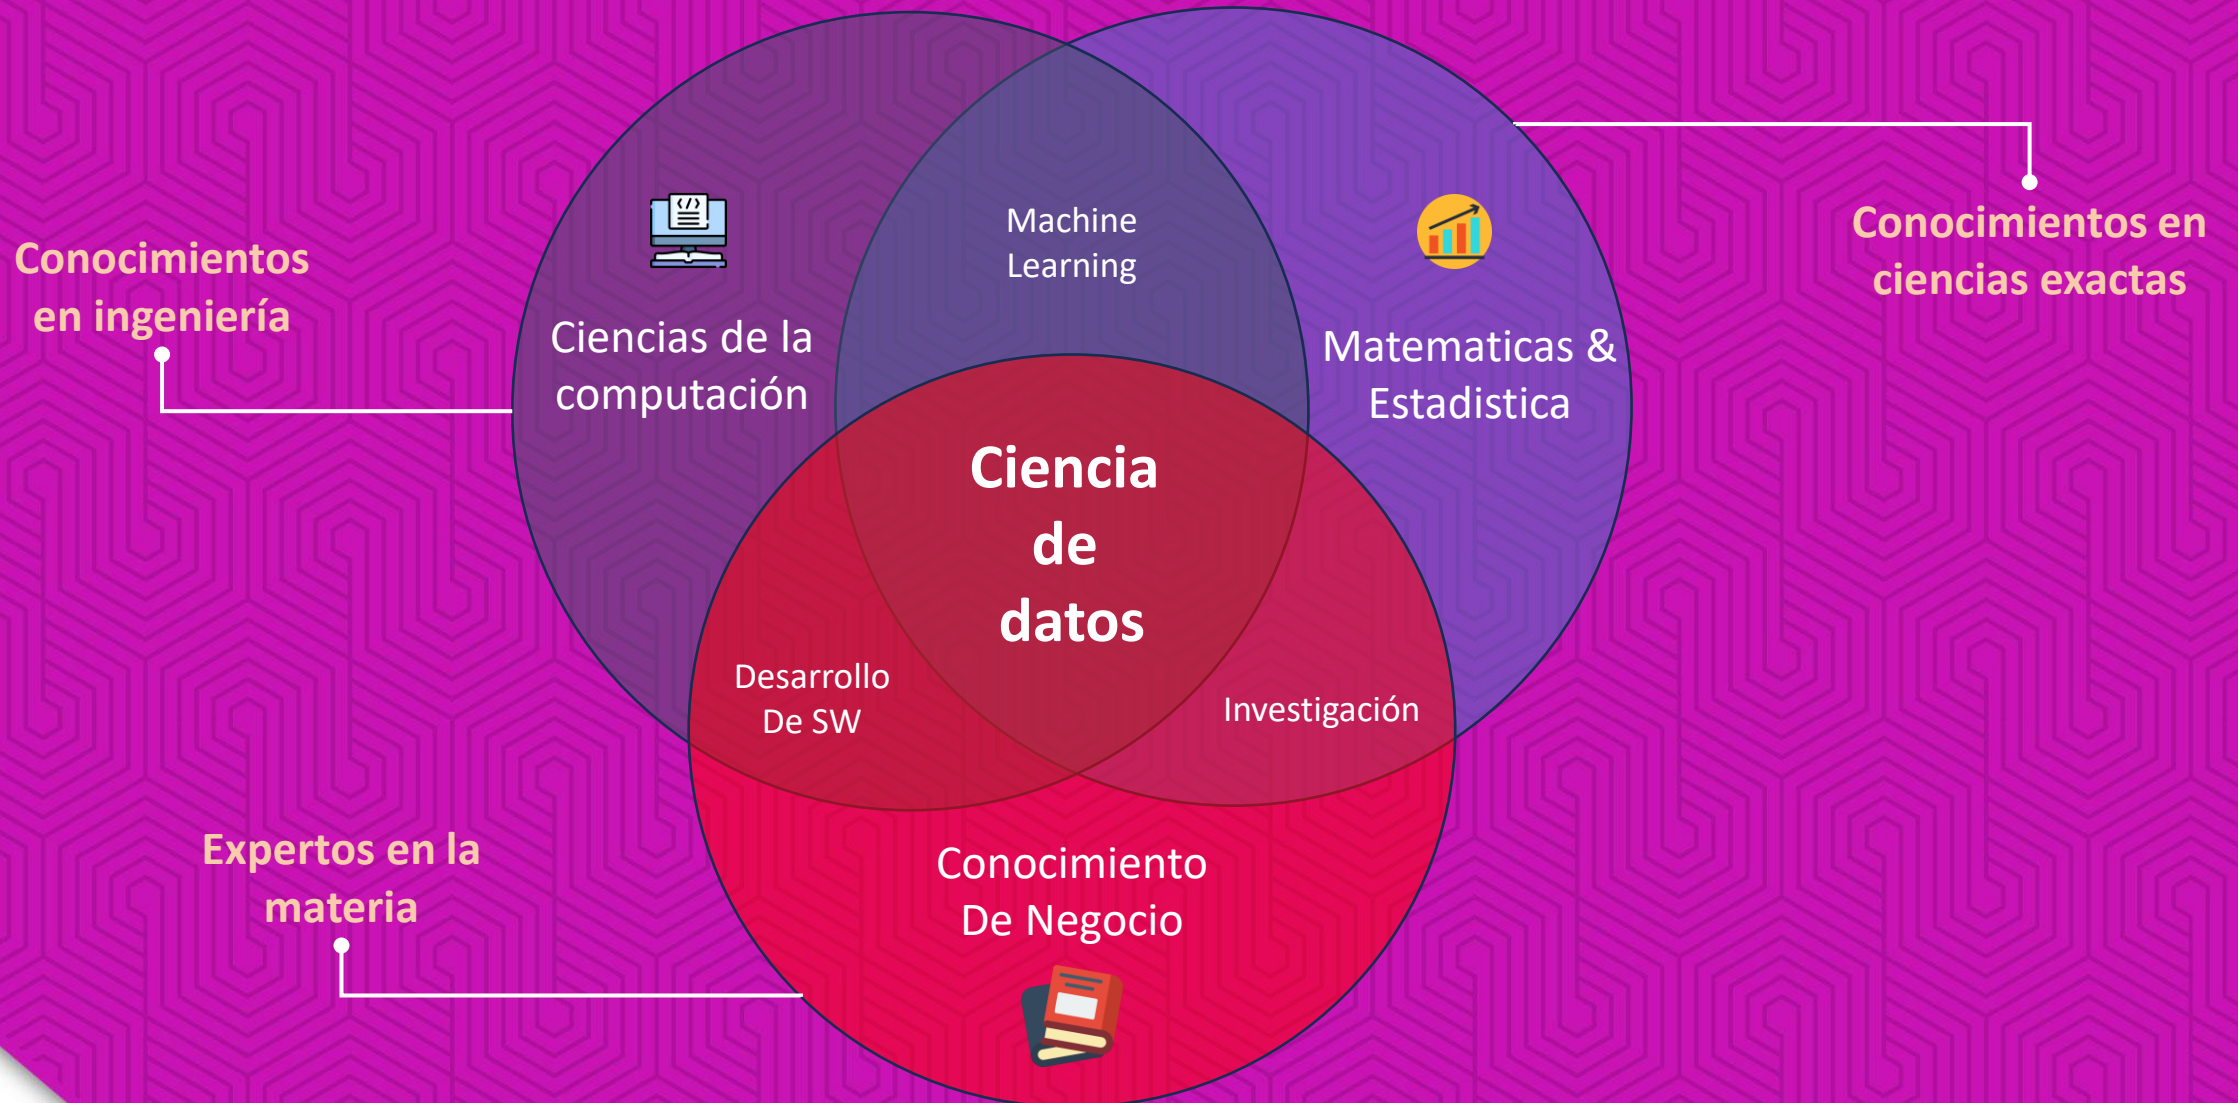 Machine
Learning
Conocimientos
en ingeniería
Ciencias de la
computación
Matematicas &
Estadistica
Conocimientos en
ciencias exactas
Ciencia
de
datos
Desarrollo
De SW
Investigación
Expertos en la
materia
Conocimiento
De Negocio